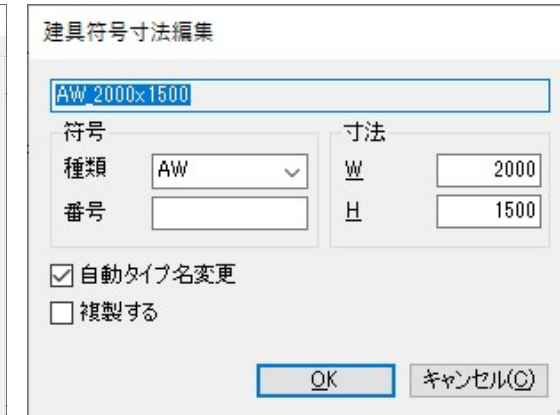 建具符号寸法編集
AW_2000x1500
符号
種類 AW
番号
寸法
W 2000
H 1500
自動タイプ名変更
複製する
OK キャンセル(C)